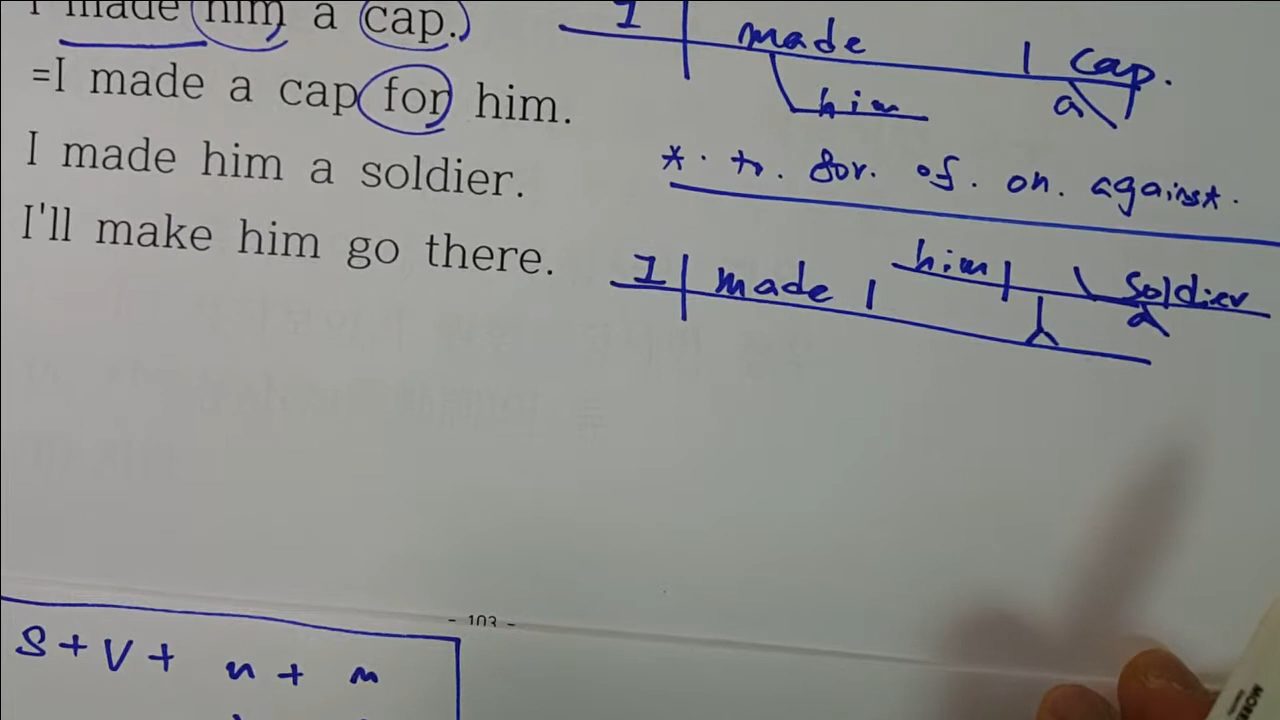 I made him a cap.)
=I made a cap for him.
I made him a soldier.
I'll make him go there.
I made cap.
him a
* . to. for. of. on. against.
I made him soldier
a
- 103 -
S + V + n + n